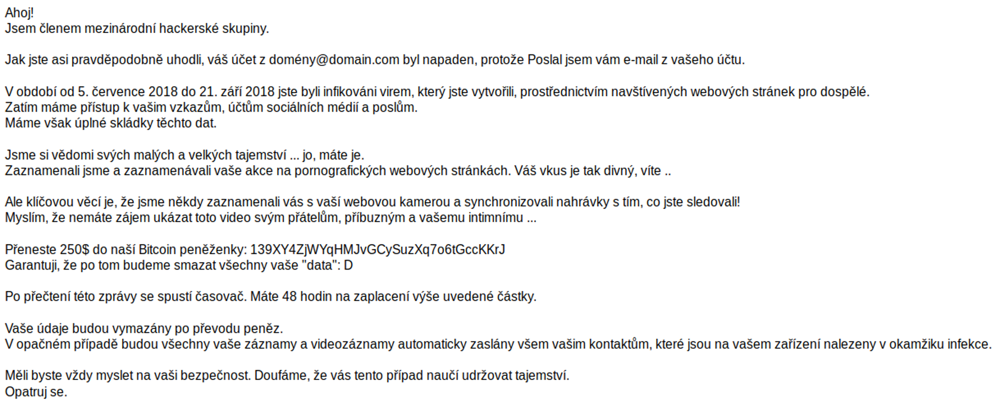 Ahoj!
Jsem členem mezinárodní hackerské skupiny.
Jak jste asi pravděpodobně uhodli, váš účet z domény@domain.com byl napaden, protože Poslal jsem vám e-mail z vašeho účtu.
V období od 5. července 2018 do 21. září 2018 jste byli infikováni virem, který jste vytvořili, prostřednictvím navštívených webových stránek pro dospělé.
Zatím máme přístup k vašim vzkazům, účtům sociálních médií a poslům.
Máme však úplné skládky těchto dat.
Jsme si vědomi svých malých a velkých tajemství ... jo, máte je.
Zaznamenali jsme a zaznamenávali vaše akce na pornografických webových stránkách. Váš vkus je tak divný, víte ..
Ale klíčovou věcí je, že jsme někdy zaznamenali vás s vaší webovou kamerou a synchronizovali nahrávky s tím, co jste sledovali!
Myslím, že nemáte zájem ukázat toto video svým přátelům, příbuzným a vašemu intimnímu ...
Přeneste 250$ do naší Bitcoin peněženky: 139XY4ZjWYqHMJvGCySuzXq7o6tGccKKrJ
Garantuji, že po tom budeme smazat všechny vaše "data": D
Po přečtení této zprávy se spustí časovač. Máte 48 hodin na zaplacení výše uvedené částky.
Vaše údaje budou vymazány po převodu peněz.
V opačném případě budou všechny vaše záznamy a videozáznamy automaticky zaslány všem vašim kontaktům, které jsou na vašem zařízení nalezeny v okamžiku infekce.
Měli byste vždy myslet na vaši bezpečnost. Doufáme, že vás tento případ naučí udržovat tajemství.
Opatruj se.